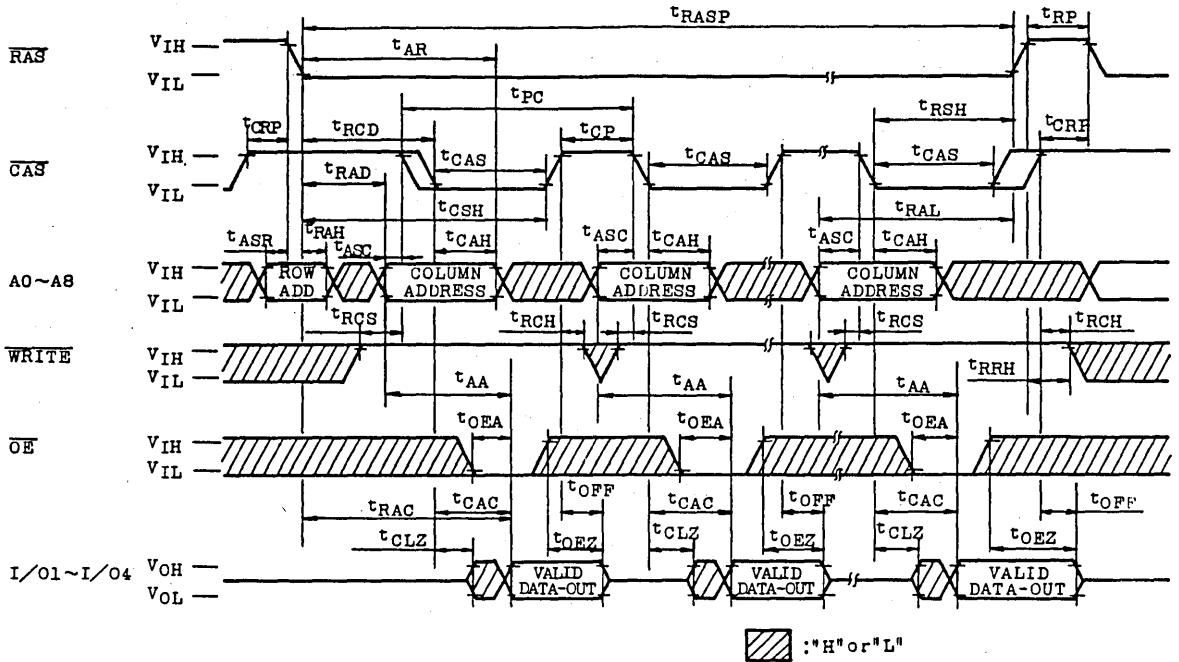 tRASP tRP
RAS VIH VIL tAR
tPC tRSH
tCRP tRCD tCP tCRP
CAS VIH VIL tCAS tCAS tCAS
tRAD
tCSH tRAL
tASR tRAH tASC tCAH tASC tCAH tASC tCAH
A0~A8 VIH VIL ROW ADD COLUMN ADDRESS COLUMN ADDRESS COLUMN ADDRESS
tRCS tRCH tRCS tRCS tRCH
WRITE VIH VIL
tRRH
tAA tAA tAA
tOEA tOEA tOEA
OE VIH VIL
tOFF tOFF tOFF
tRAC tCAC tCAC tCAC
tCLZ tOEZ tCLZ tOEZ tCLZ tOEZ
I/O1~I/O4 VOH VOL VALID DATA-OUT VALID DATA-OUT VALID DATA-OUT
:"H"or"L"